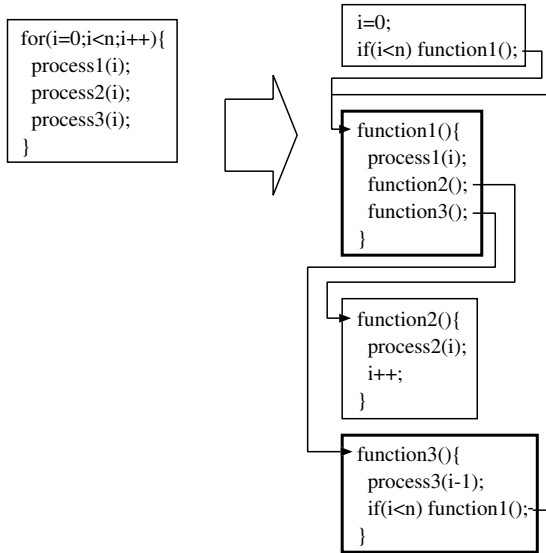 for(i=0;i<n;i++){
process1(i);
process2(i);
process3(i);
}
i=0;
if(i<n) function1();
function1(){
process1(i);
function2();
function3();
}
function2(){
process2(i);
i++;
}
function3(){
process3(i-1);
if(i<n) function1();
}